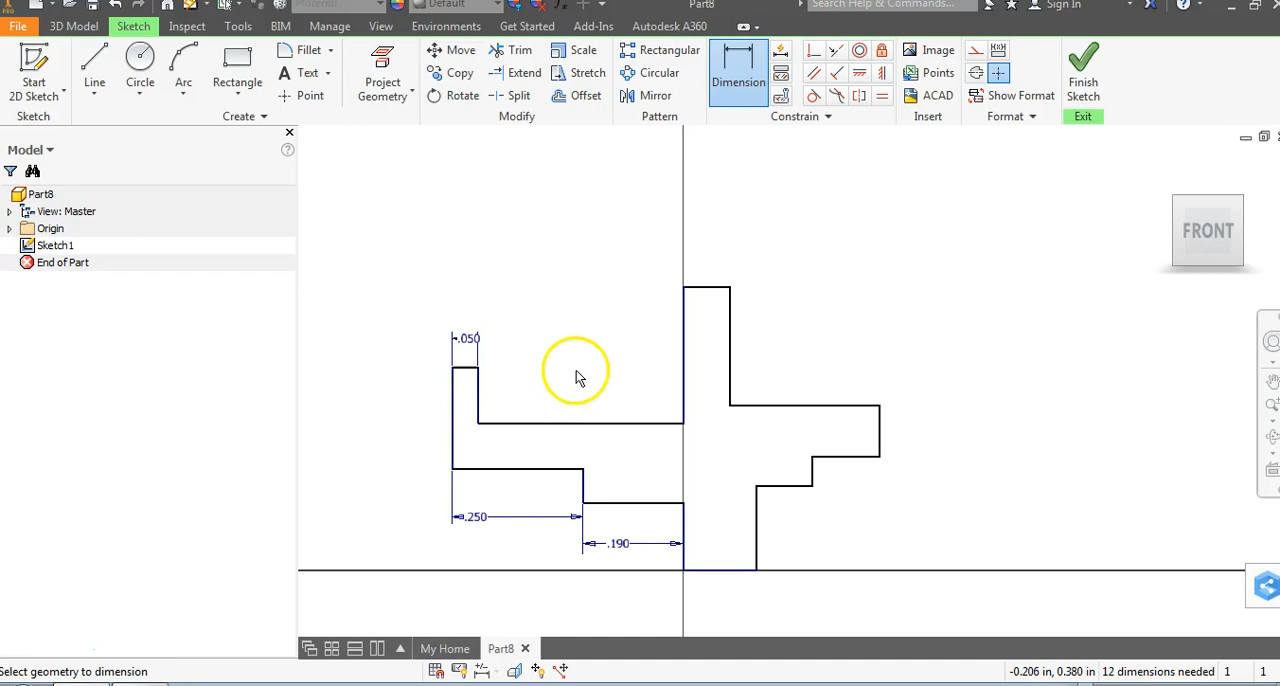 Material
Default
Part8
Search Help & Commands...
Sign In
File 3D Model Sketch Inspect Tools BIM Manage View Environments Get Started Add-Ins Autodesk A360
Start 2D Sketch
Line
Circle
Arc
Rectangle
Fillet
Text
Point
Project Geometry
Move
Copy
Rotate
Trim
Extend
Split
Scale
Stretch
Offset
Rectangular
Circular
Mirror
Dimension
Image
Points
ACAD
Show Format
Finish Sketch
Sketch Create Modify Pattern Constrain Insert Format Exit
Model
Part8
View: Master
Origin
Sketch1
End of Part
FRONT
.050
.250
.190
My Home Part8
Select geometry to dimension
-0.206 in, 0.380 in 12 dimensions needed 1 1